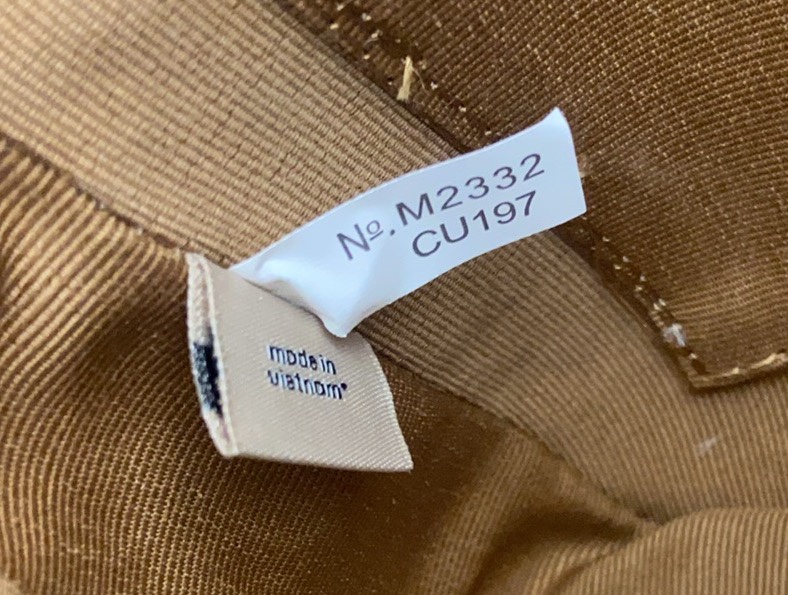 Nº.M2332
CU197
made in
vietnam*